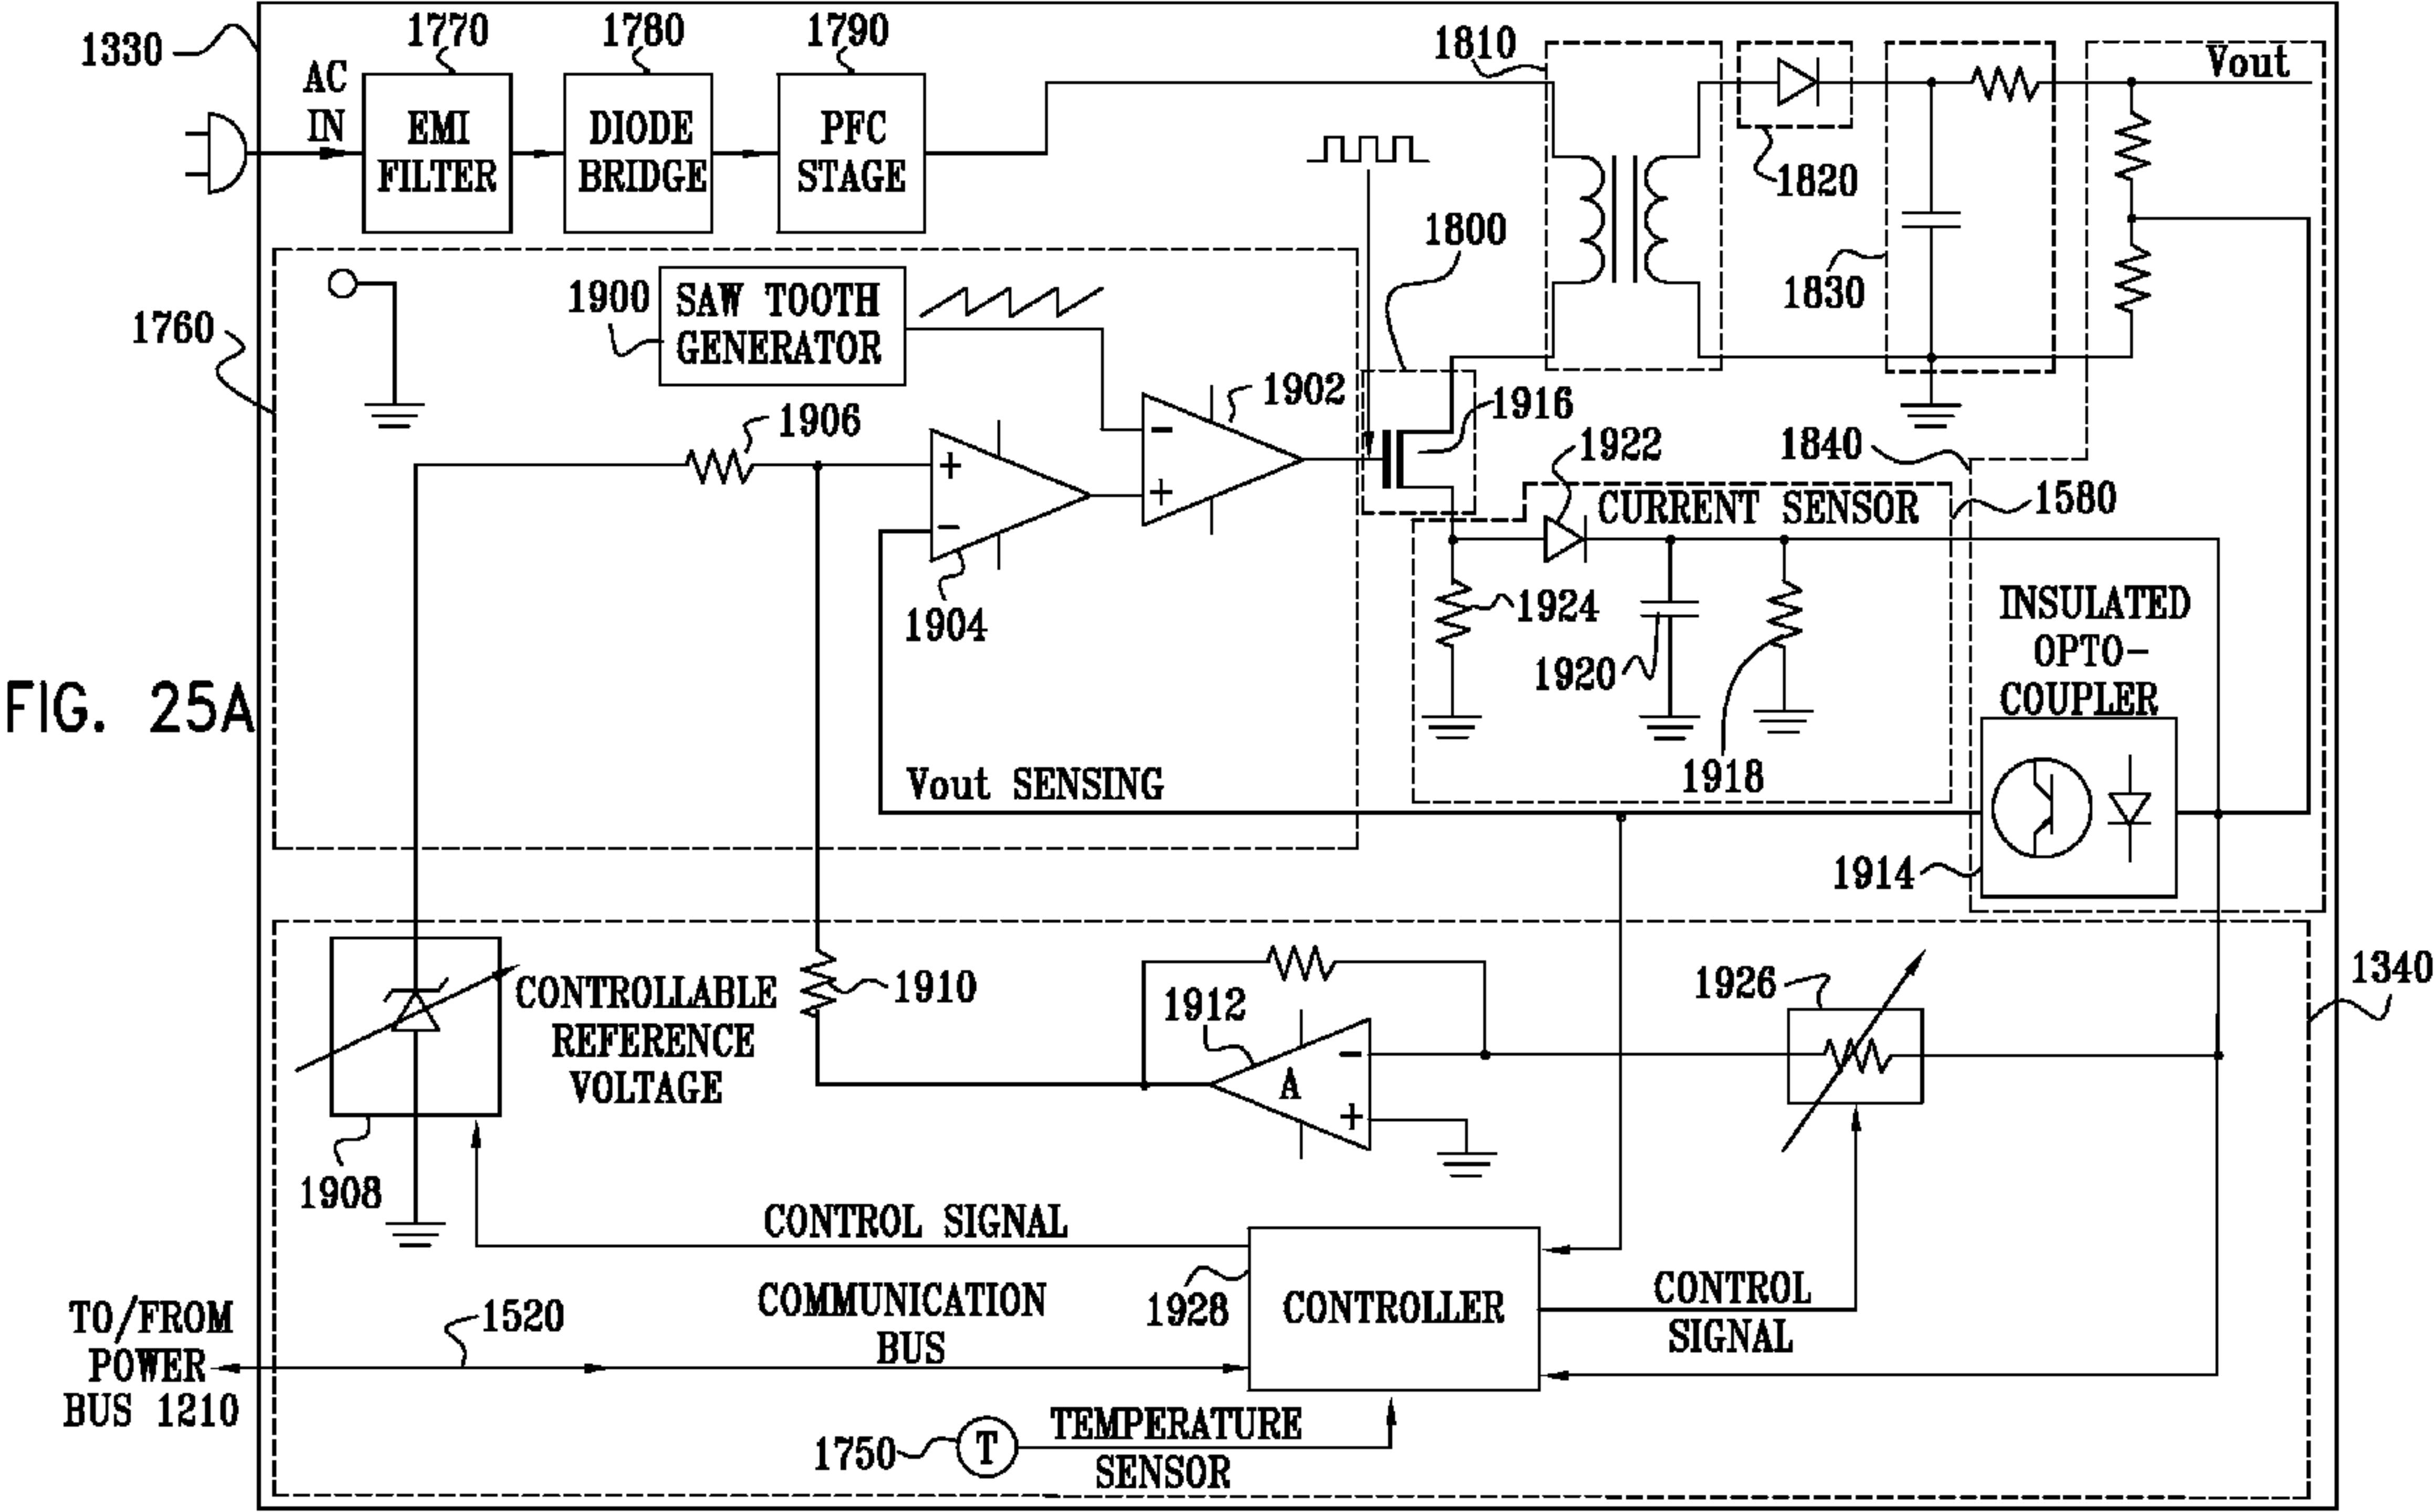 1330
1770
1780
1790
1810
AC
IN
EMI
FILTER
DIODE
BRIDGE
PFC
STAGE
Vout
1820
1830
1800
1760
1900
SAW TOOTH
GENERATOR
1906
1902
1916
1904
+
−
−
+
1922
1840
1580
CURRENT SENSOR
1924
1920
1918
INSULATED
OPTO-
COUPLER
1914
FIG. 25A
Vout SENSING
CONTROLLABLE
REFERENCE
VOLTAGE
1908
1910
1912
A
−
+
1926
1340
CONTROL SIGNAL
1928
CONTROLLER
CONTROL
SIGNAL
COMMUNICATION
BUS
1520
TO/FROM
POWER
BUS 1210
1750
T
TEMPERATURE
SENSOR